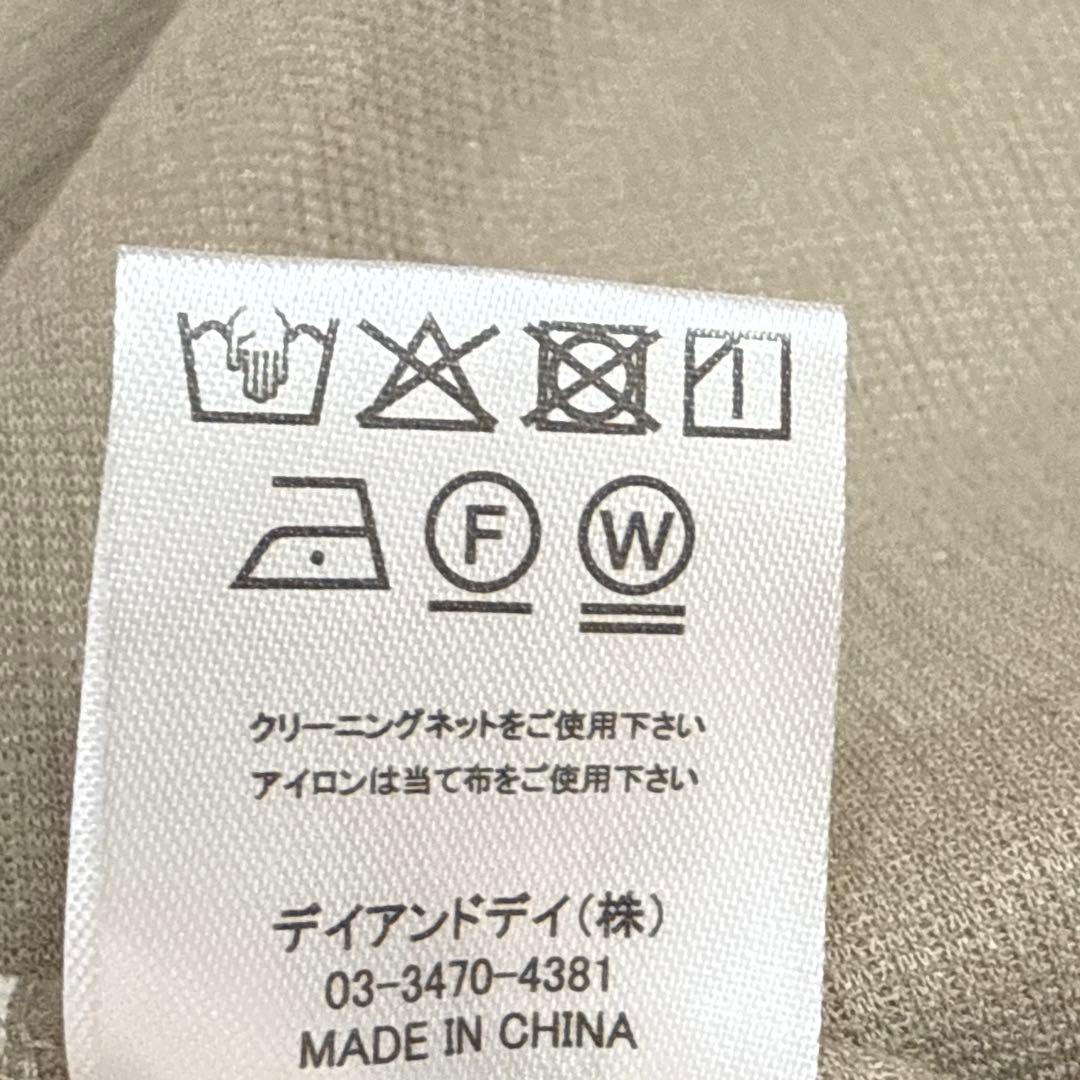 F W
クリーニングネットをご使用下さい
アイロンは当て布をご使用下さい
デイアンドデイ(株)
03-3470-4381
MADE IN CHINA